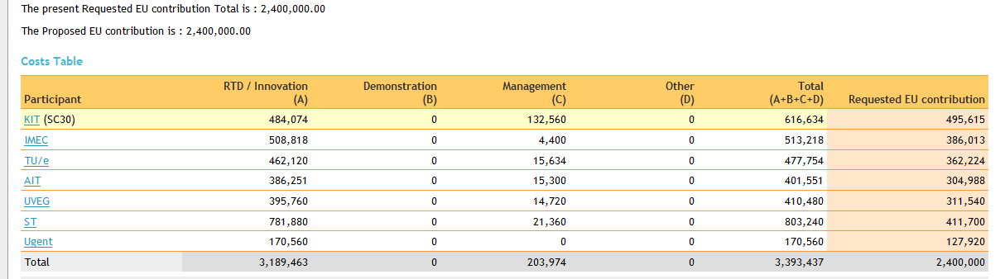 The present Requested EU contribution Total is : 2,400,000.00
The Proposed EU contribution is : 2,400,000.00
Costs Table
Participant RTD / Innovation (A) Demonstration (B) Management (C) Other (D) Total (A+B+C+D) Requested EU contribution
KIT (SC30) 484,074 0 132,560 0 616,634 495,615
IMEC 508,818 0 4,400 0 513,218 386,013
TU/e 462,120 0 15,634 0 477,754 362,224
AIT 386,251 0 15,300 0 401,551 304,988
UVEG 395,760 0 14,720 0 410,480 311,540
ST 781,880 0 21,360 0 803,240 411,700
Ugent 170,560 0 0 0 170,560 127,920
Total 3,189,463 0 203,974 0 3,393,437 2,400,000